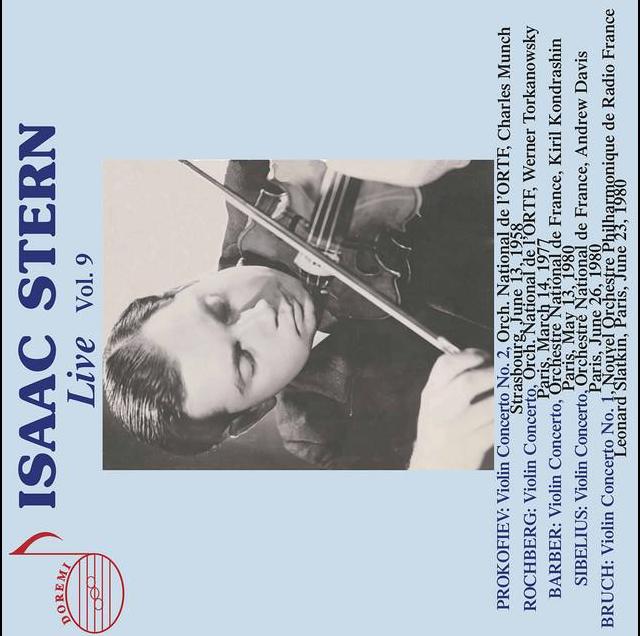 ISAAC STERN
Live Vol. 9
PROKOFIEV: Violin Concerto No. 2, Orch. National de l'ORTF, Charles Munch
Strasbourg, June 13, 1958
ROCHBERG: Violin Concerto, Orch. National de l'ORTF, Werner Torkanowsky
Paris, March 14, 1977
BARBER: Violin Concerto, Orchestre National de France, Kiril Kondrashin
Paris, May 13, 1980
SIBELIUS: Violin Concerto, Orchestre National de France, Andrew Davis
Paris, June 26, 1980
BRUCH: Violin Concerto No. 1, Nouvel Orchestre Philharmonique de Radio France
Leonard Slatkin, Paris, June 23, 1980
DOREMI